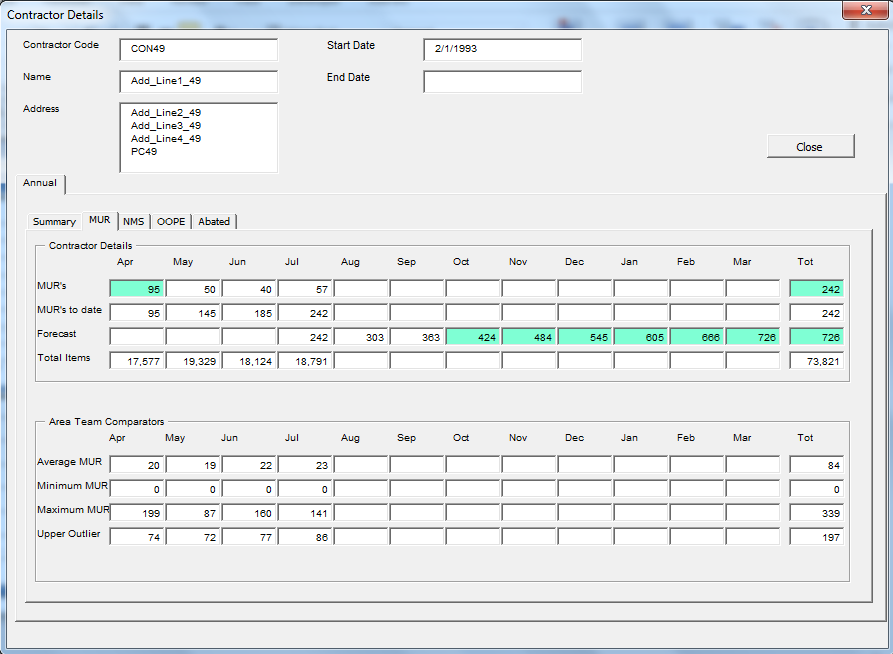 Contractor Details
Contractor Code CON49 Start Date 2/1/1993
Name Add_Line1_49 End Date
Address Add_Line2_49
Add_Line3_49
Add_Line4_49
PC49
Close
Annual
Summary MUR NMS OOPE Abated
Contractor Details
Apr May Jun Jul Aug Sep Oct Nov Dec Jan Feb Mar Tot
MUR's 95 50 40 57 242
MUR's to date 95 145 185 242 242
Forecast 242 303 363 424 484 545 605 666 726 726
Total Items 17,577 19,329 18,124 18,791 73,821
Area Team Comparators
Apr May Jun Jul Aug Sep Oct Nov Dec Jan Feb Mar Tot
Average MUR 20 19 22 23 84
Minimum MUR 0 0 0 0 0
Maximum MUR 199 87 160 141 339
Upper Outlier 74 72 77 86 197